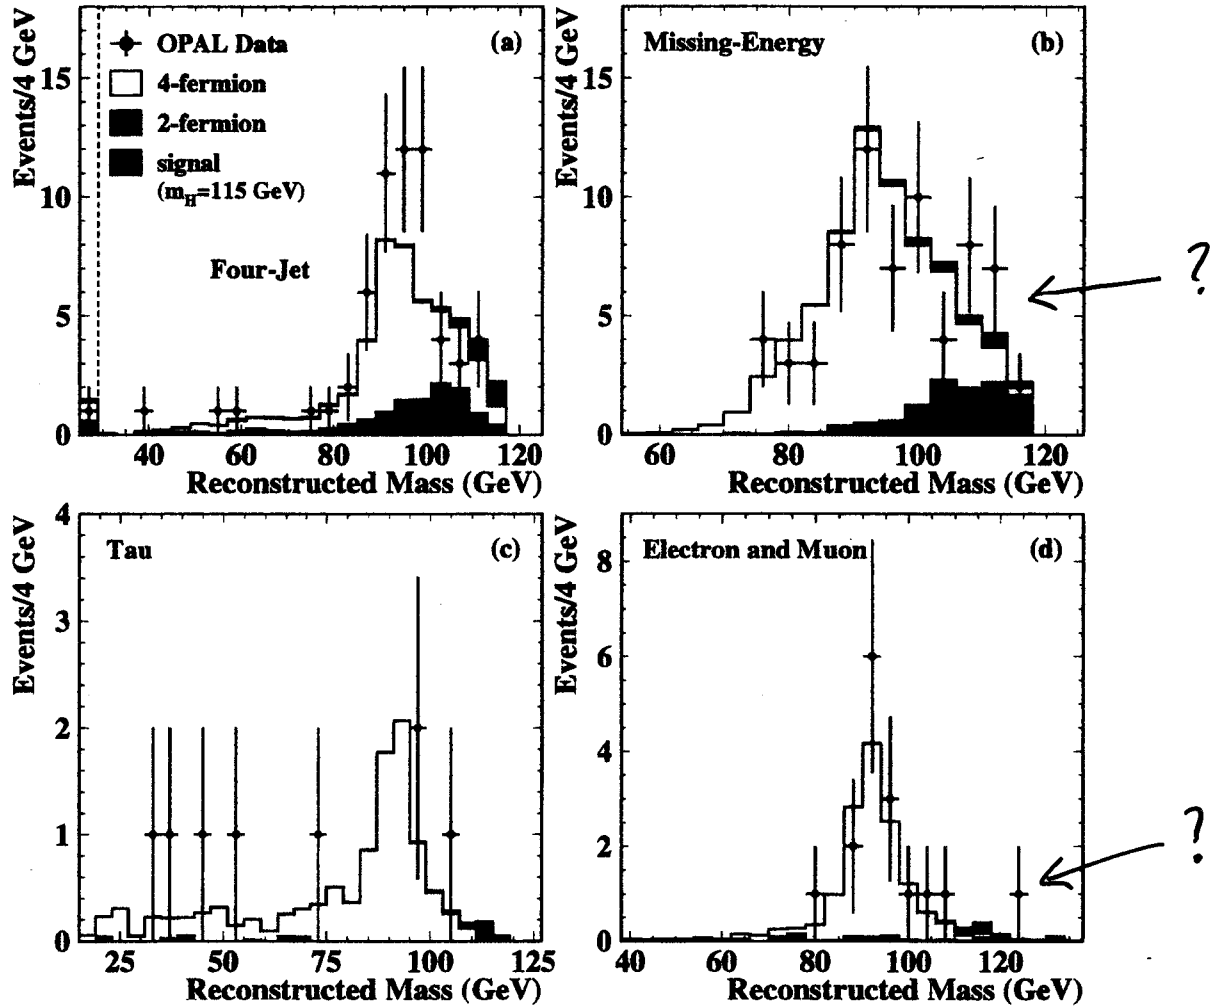 Events/4 GeV
15
10
5
0
OPAL Data
4-fermion
2-fermion
signal
(mH=115 GeV)
(a)
Four-Jet
40 60 80 100 120
Reconstructed Mass (GeV)
Events/4 GeV
15
10
5
0
Missing-Energy
(b)
?
60 80 100 120
Reconstructed Mass (GeV)
Events/4 GeV
4
3
2
1
0
Tau
(c)
25 50 75 100 125
Reconstructed Mass (GeV)
Events/4 GeV
8
6
4
2
0
Electron and Muon
(d)
?
40 60 80 100 120
Reconstructed Mass (GeV)